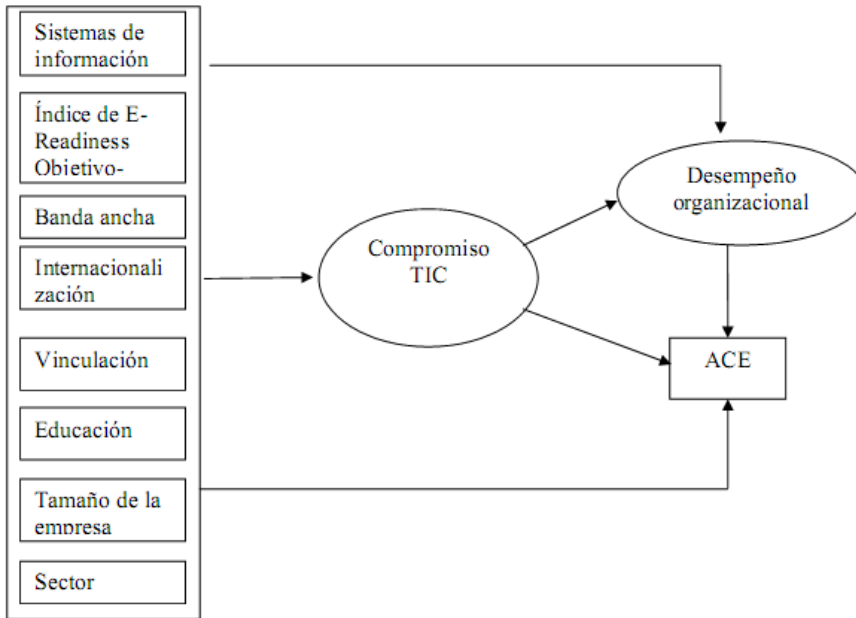 Sistemas de
información
Índice de E-
Readiness
Objetivo-
Banda ancha
Internacionali
zación
Vinculación
Educación
Tamaño de la
empresa
Sector
Compromiso
TIC
Desempeño
organizacional
ACE